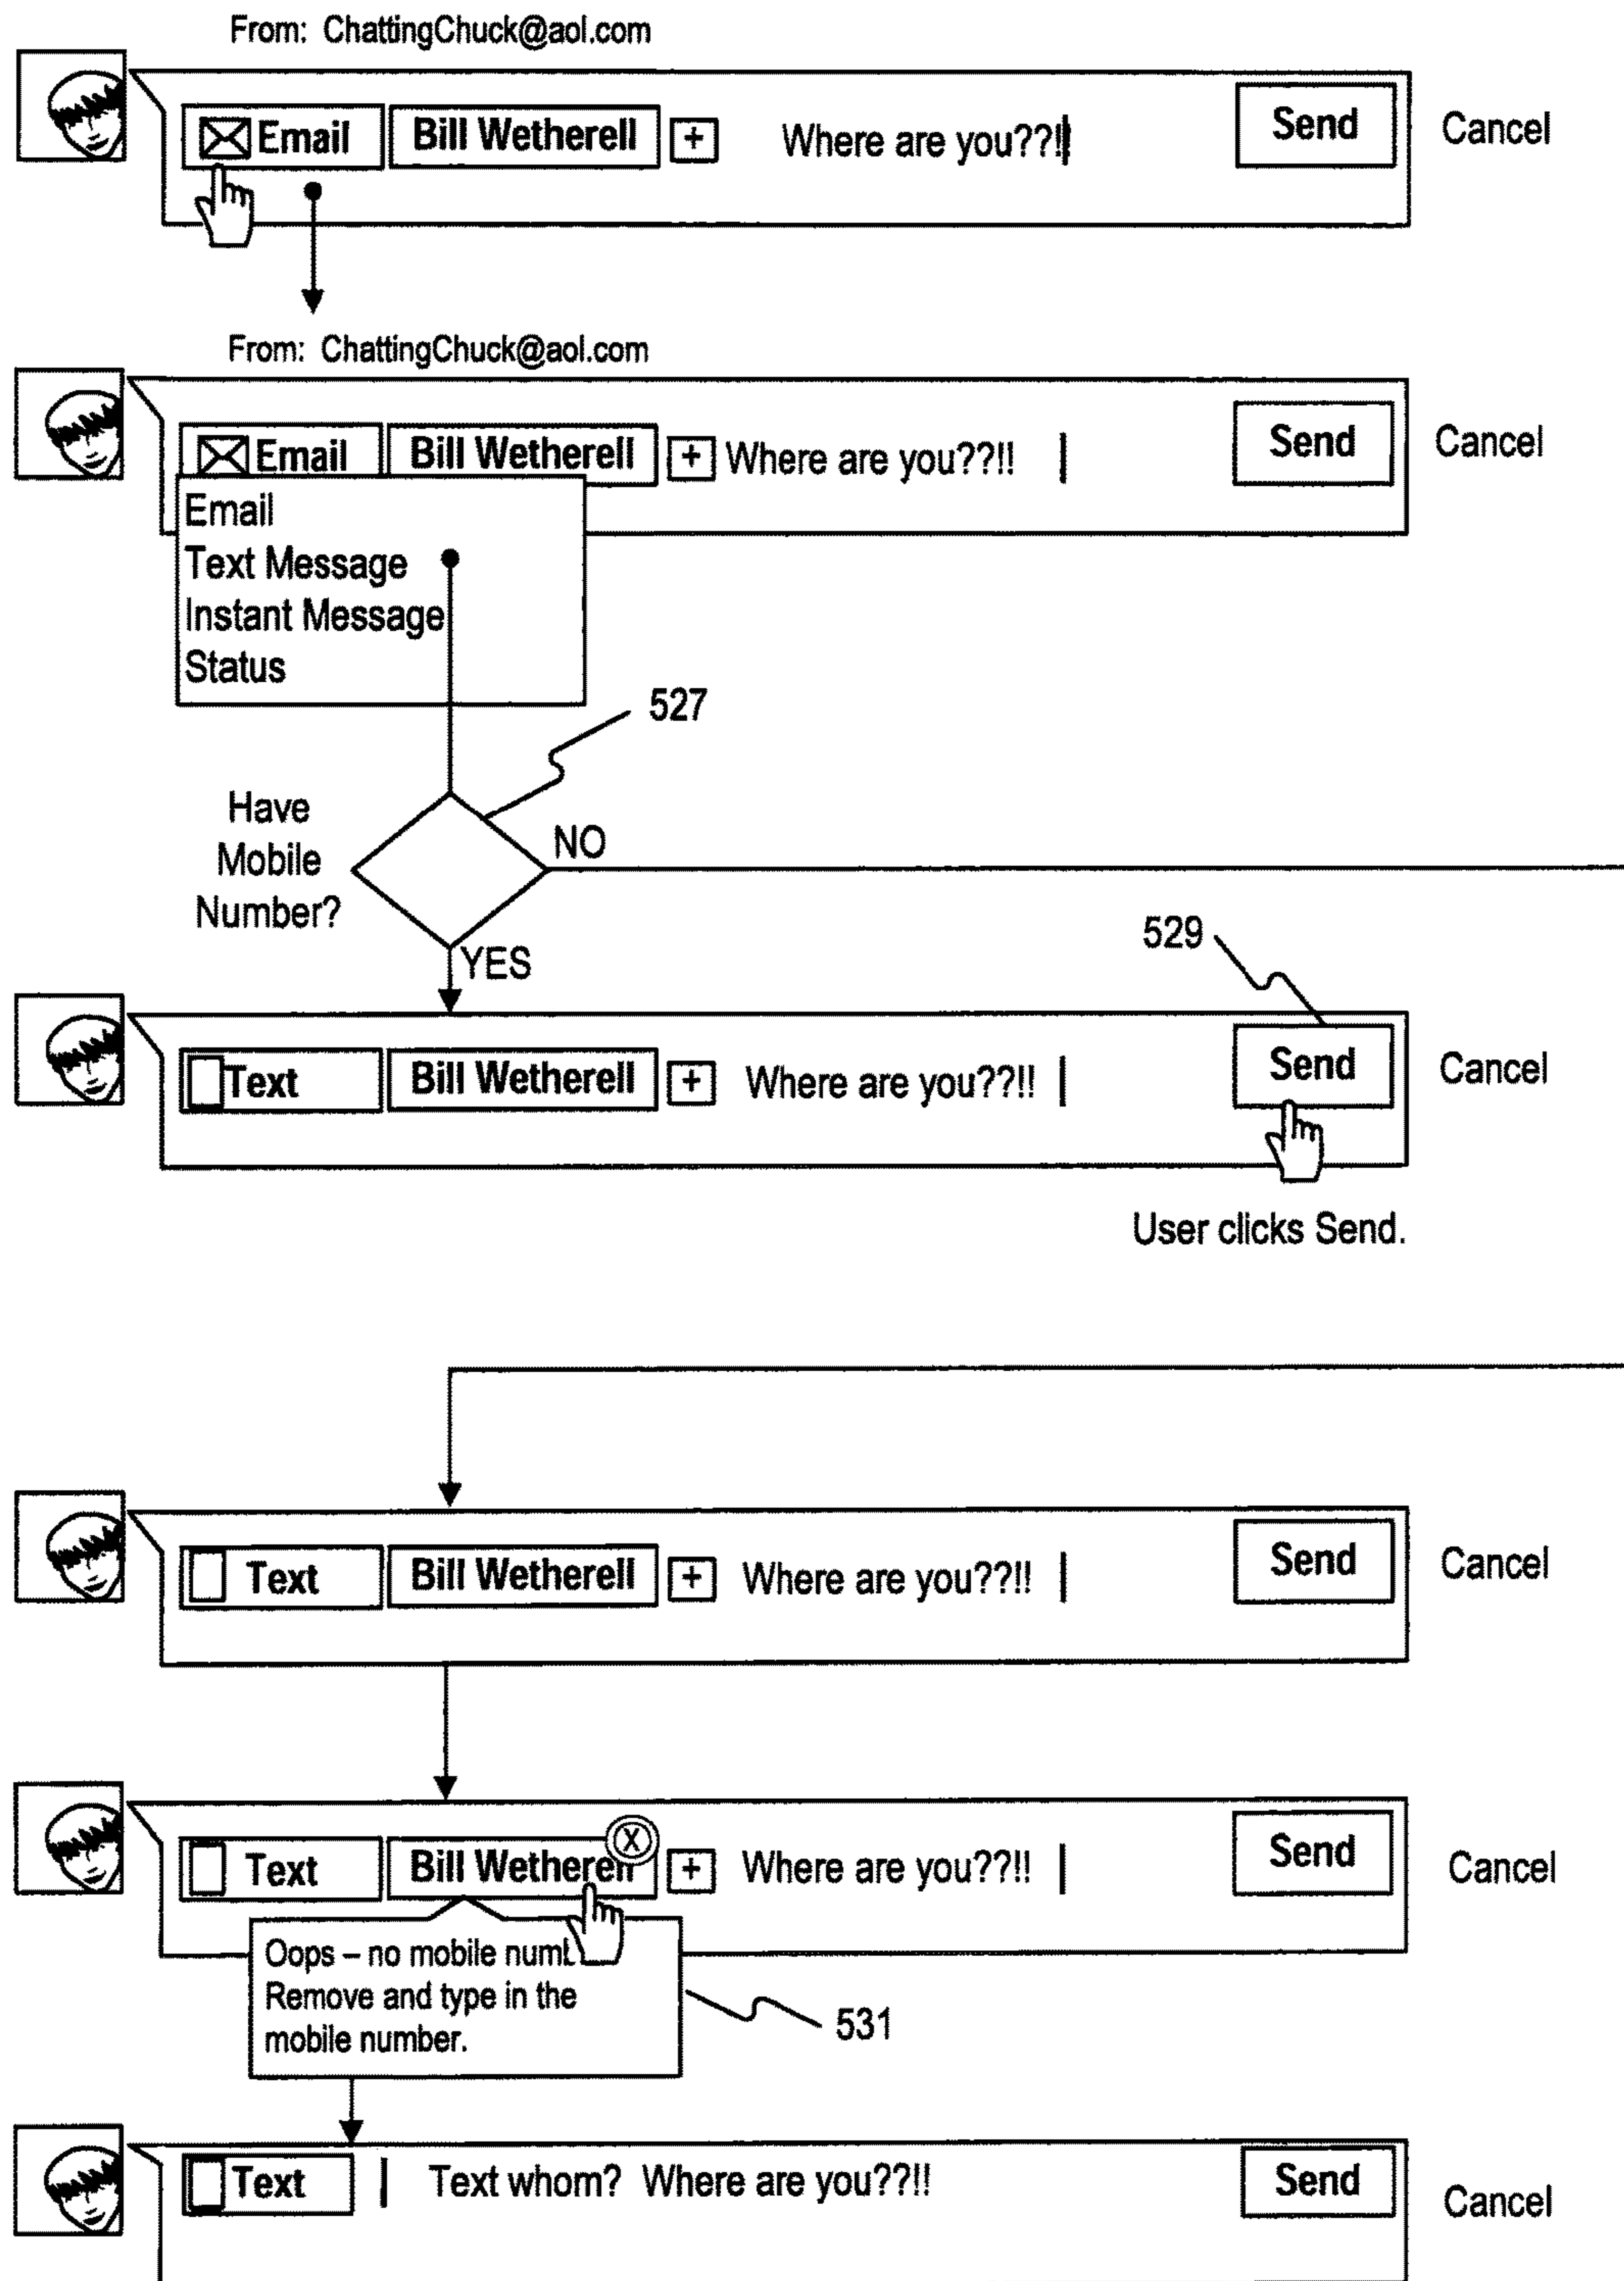 From: ChattingChuck@aol.com
Email Bill Wetherell + Where are you??!! Send Cancel
From: ChattingChuck@aol.com
Email Bill Wetherell + Where are you??!! Send Cancel
Email
Text Message
Instant Message
Status
527
Have
Mobile
Number?
NO
YES
529
Text Bill Wetherell + Where are you??!! Send Cancel
User clicks Send.
Text Bill Wetherell + Where are you??!! Send Cancel
X
Text Bill Wetherell + Where are you??!! Send Cancel
Oops – no mobile
Remove and type in the
mobile number.
531
Text Text whom? Where are you??!! Send Cancel